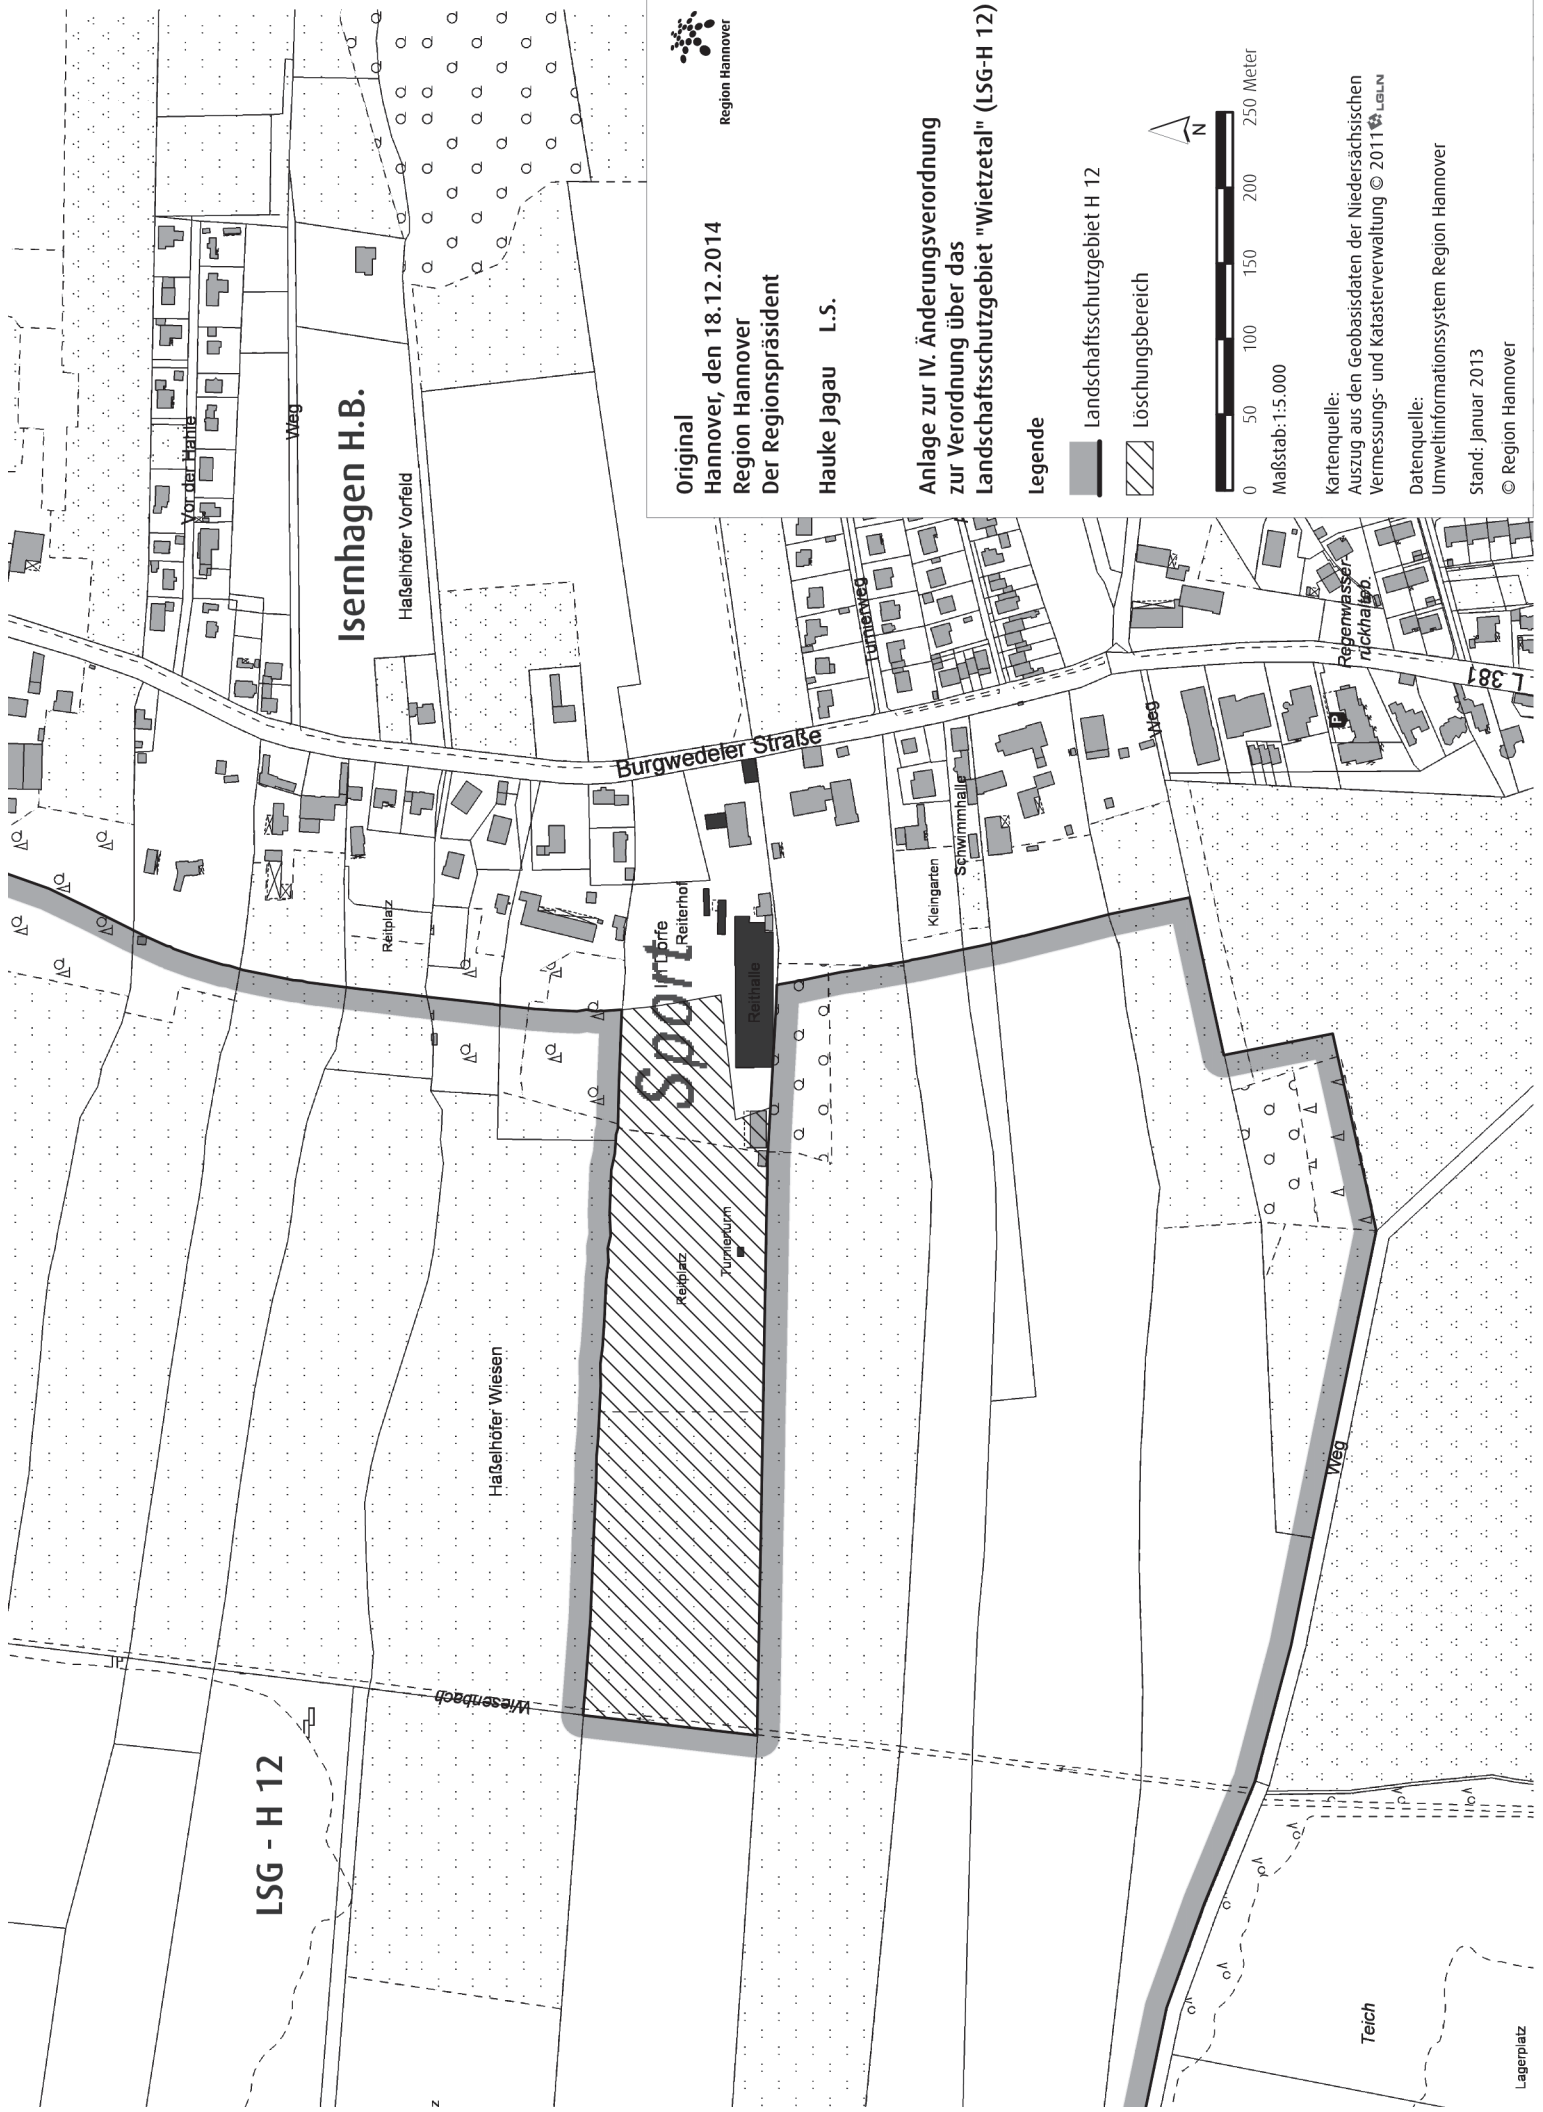 Region Hannover
Original
Hannover, den 18.12.2014
Region Hannover
Der Regionspräsident
Hauke Jagau L.S.
Anlage zur IV. Änderungsverordnung
zur Verordnung über das
Landschaftsschutzgebiet "Wietzetal" (LSG-H 12)
Legende
Landschaftsschutzgebiet H 12
Löschungsbereich
N
0 50 100 150 200 250 Meter
Maßstab:1:5.000
Kartenquelle:
Auszug aus den Geobasisdaten der Niedersächsischen
Vermessungs- und Katasterverwaltung © 2011 LGLN
Datenquelle:
Umweltinformationssystem Region Hannover
Stand: Januar 2013
© Region Hannover
Vor der Hahle
Weg
Isernhagen H.B.
Haßelhöfer Vorfeld
Burgwedeler Straße
Turnierweg
Regenwasser-
rückhalteb.
L 381
P
Weg
Schwimmhalle
Kleingarten
Reitplatz
Reiterhof
Dorfe
Sport
Reithalle
Turnierturm
Reitplatz
Haßelhöfer Wiesen
Wiesenbach
LSG - H 12
Weg
Teich
Lagerplatz
z